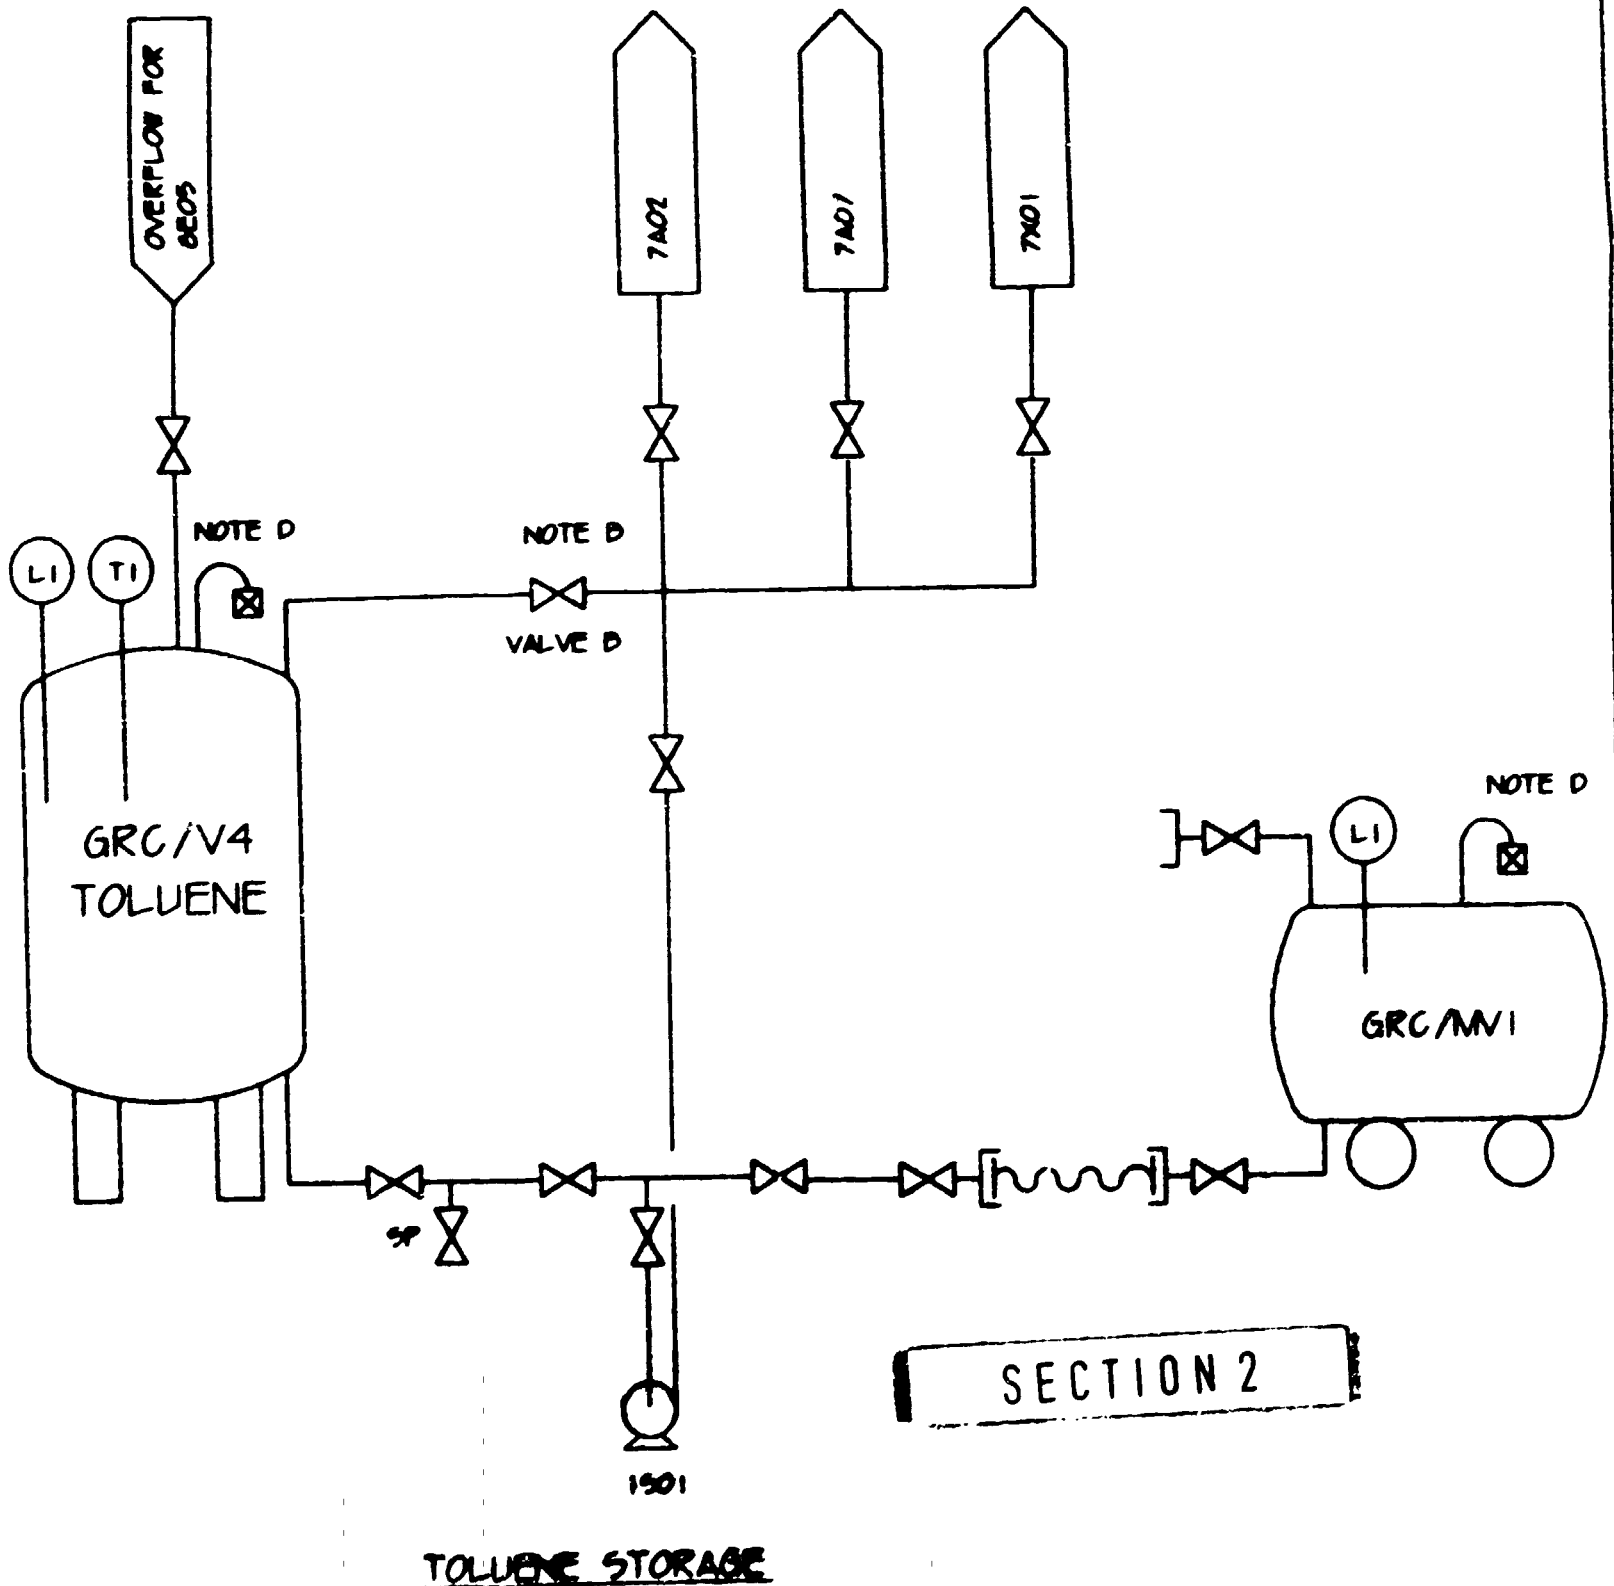 OVERFLOW FOR
8E05
7A02
7A01
7X01
NOTE D
NOTE B
VALVE B
LI
TI
GRC/V4
TOLUENE
NOTE D
LI
GRC/MV1
SP
1501
SECTION 2
TOLUENE STORAGE